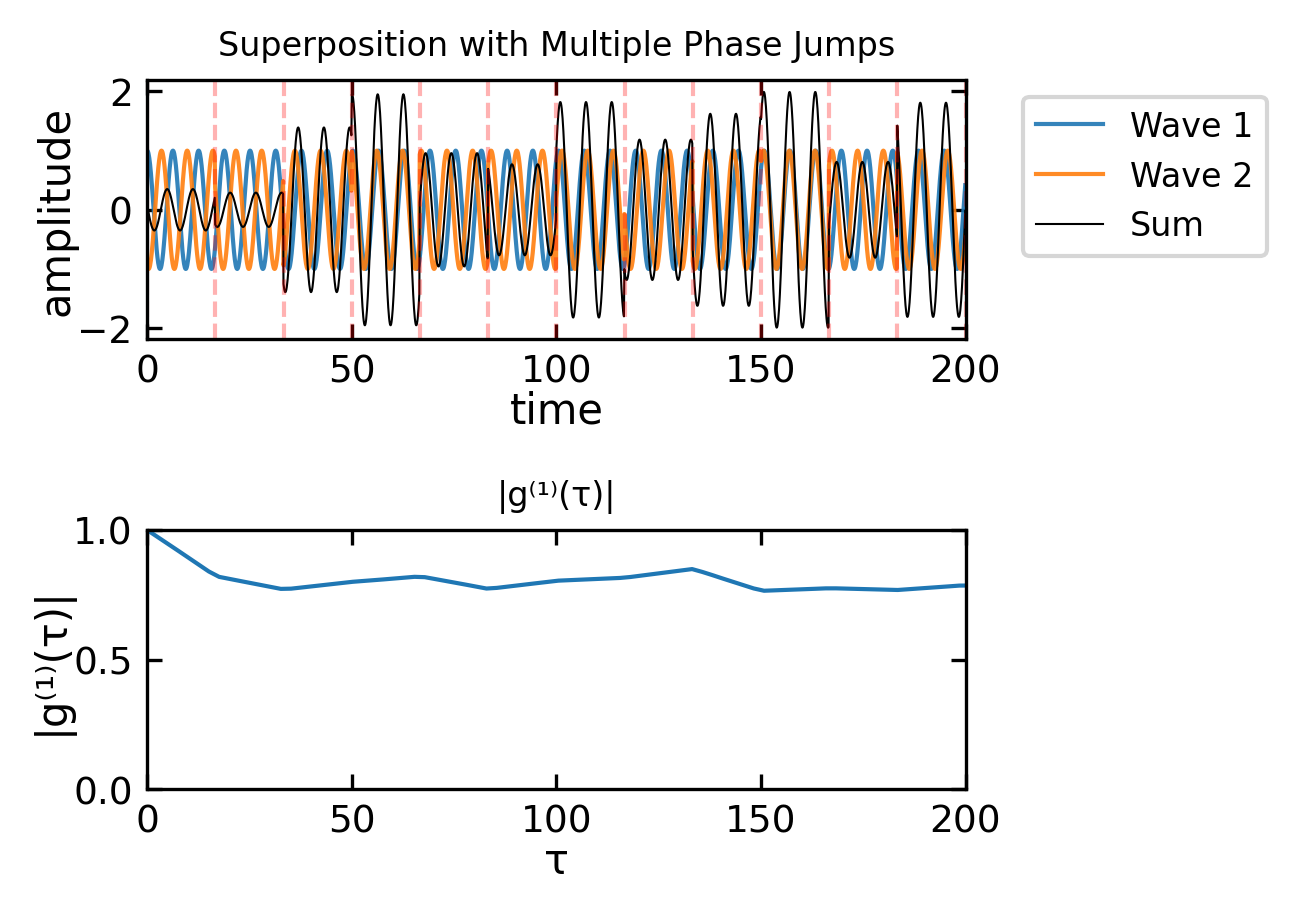 Superposition with Multiple Phase Jumps
amplitude
2
0
−2
0 50 100 150 200
time
Wave 1
Wave 2
Sum
|g⁽¹⁾(τ)|
|g⁽¹⁾(τ)|
1.0
0.5
0.0
0 50 100 150 200
τ